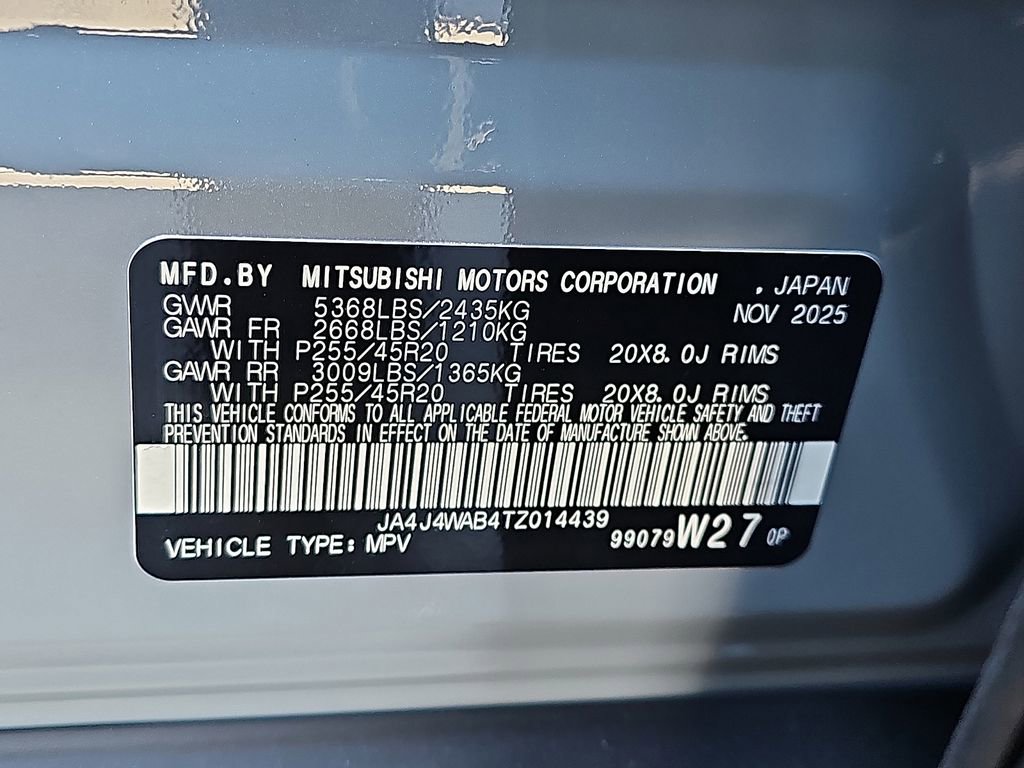 MFD.BY MITSUBISHI MOTORS CORPORATION , JAPAN
GVWR 5368LBS/2435KG NOV 2025
GAWR FR 2668LBS/1210KG
WITH P255/45R20 TIRES 20X8.0J RIMS
GAWR RR 3009LBS/1365KG
WITH P255/45R20 TIRES 20X8.0J RIMS
THIS VEHICLE CONFORMS TO ALL APPLICABLE FEDERAL MOTOR VEHICLE SAFETY AND THEFT
PREVENTION STANDARDS IN EFFECT ON THE DATE OF MANUFACTURE SHOWN ABOVE.
JA4J4WAB4TZ014439
VEHICLE TYPE: MPV 99079W27 0P